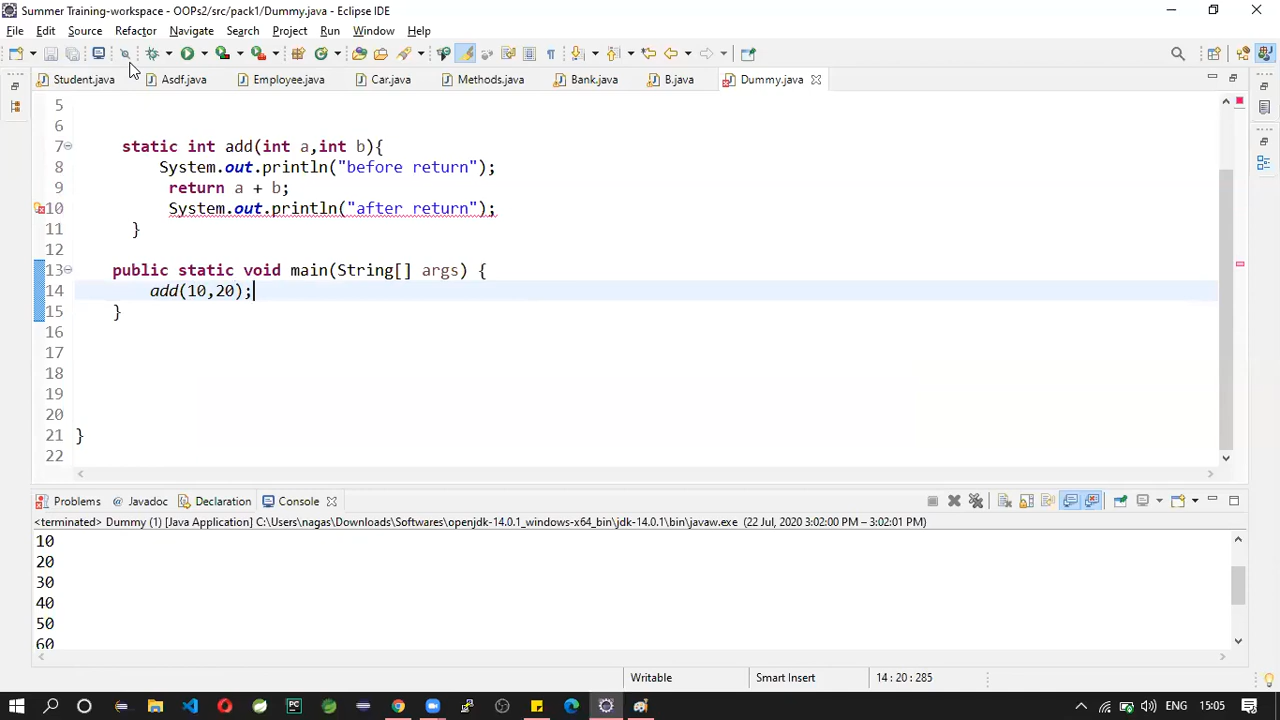 Summer Training-workspace - OOPs2/src/pack1/Dummy.java - Eclipse IDE
File Edit Source Refactor Navigate Search Project Run Window Help
Student.java Asdf.java Employee.java Car.java Methods.java Bank.java B.java Dummy.java
5
6
7 static int add(int a,int b){
8 System.out.println("before return");
9 return a + b;
10 System.out.println("after return");
11 }
12
13 public static void main(String[] args) {
14 add(10,20);
15 }
16
17
18
19
20
21 }
22
Problems @ Javadoc Declaration Console
<terminated> Dummy (1) [Java Application] C:\Users\nagas\Downloads\Softwares\openjdk-14.0.1_windows-x64_bin\jdk-14.0.1\bin\javaw.exe (22 Jul, 2020 3:02:00 PM – 3:02:01 PM)
10
20
30
40
50
60
Writable Smart Insert 14 : 20 : 285
ENG 15:05